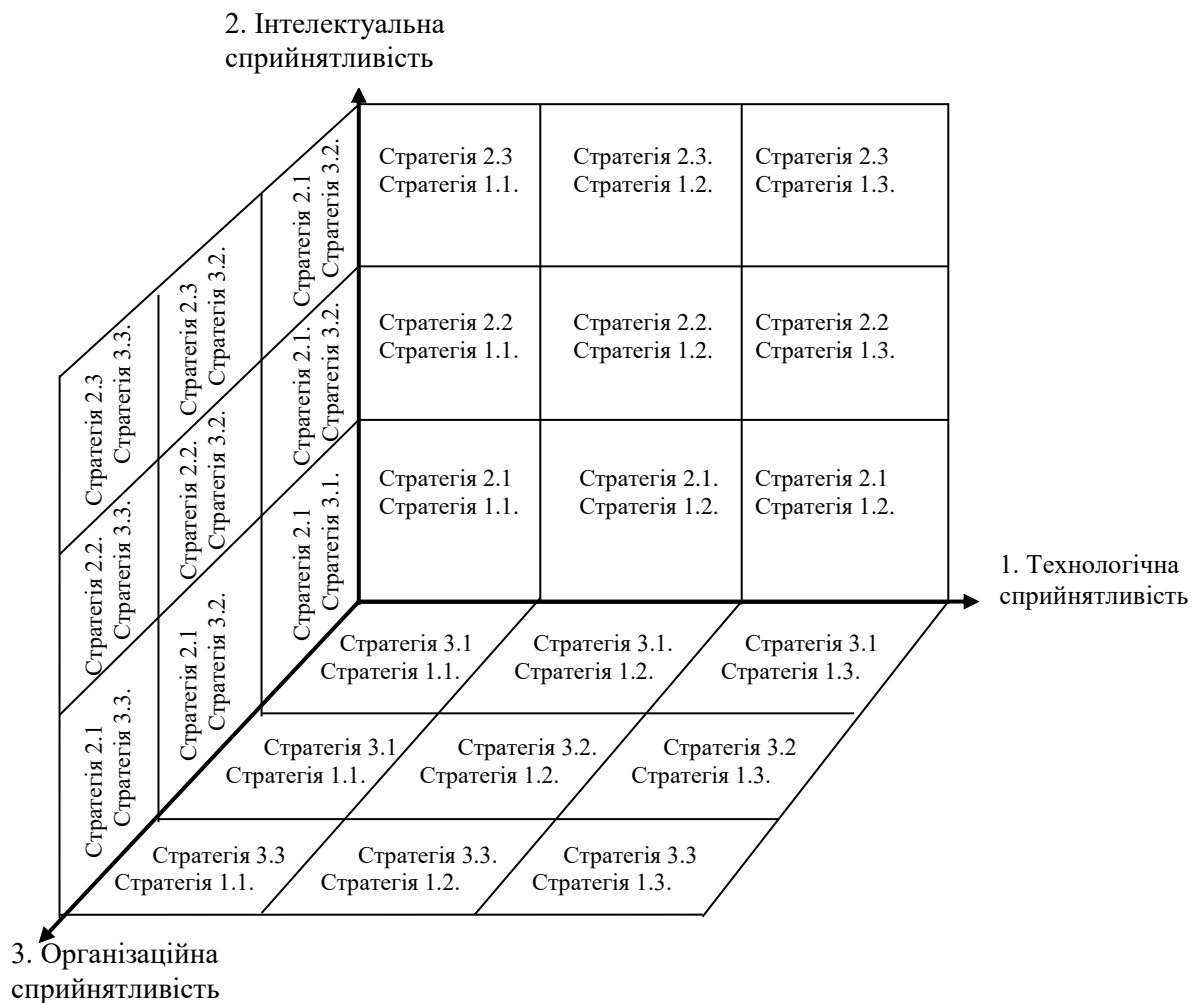 2. Інтелектуальна
сприйнятливість
Стратегія 2.3
Стратегія 1.1.
Стратегія 2.3.
Стратегія 1.2.
Стратегія 2.3
Стратегія 1.3.
Стратегія 2.2
Стратегія 1.1.
Стратегія 2.2.
Стратегія 1.2.
Стратегія 2.2
Стратегія 1.3.
Стратегія 2.1
Стратегія 1.1.
Стратегія 2.1.
Стратегія 1.2.
Стратегія 2.1
Стратегія 1.2.
Стратегія 2.3
Стратегія 3.3.
Стратегія 2.3
Стратегія 3.2.
Стратегія 2.1
Стратегія 3.2.
Стратегія 2.2.
Стратегія 3.3.
Стратегія 2.2.
Стратегія 3.2.
Стратегія 2.1.
Стратегія 3.2.
Стратегія 2.1
Стратегія 3.3.
Стратегія 2.1
Стратегія 3.2.
Стратегія 2.1
Стратегія 3.1.
1. Технологічна
сприйнятливість
Стратегія 3.1
Стратегія 1.1.
Стратегія 3.1.
Стратегія 1.2.
Стратегія 3.1
Стратегія 1.3.
Стратегія 3.1
Стратегія 1.1.
Стратегія 3.2.
Стратегія 1.2.
Стратегія 3.2
Стратегія 1.3.
Стратегія 3.3
Стратегія 1.1.
Стратегія 3.3.
Стратегія 1.2.
Стратегія 3.3
Стратегія 1.3.
3. Організаційна
сприйнятливість